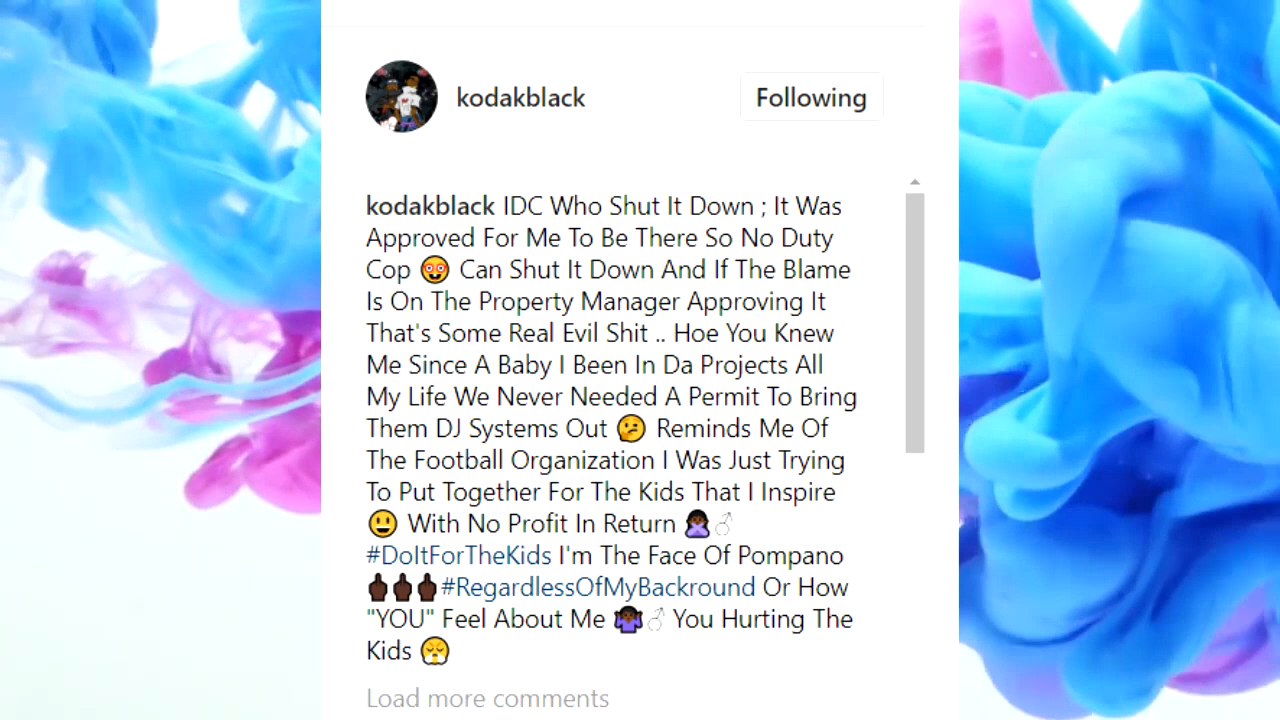 kodakblack
Following
kodakblack IDC Who Shut It Down ; It Was
Approved For Me To Be There So No Duty
Cop 🤓 Can Shut It Down And If The Blame
Is On The Property Manager Approving It
That's Some Real Evil Shit .. Hoe You Knew
Me Since A Baby I Been In Da Projects All
My Life We Never Needed A Permit To Bring
Them DJ Systems Out 🤔 Reminds Me Of
The Football Organization I Was Just Trying
To Put Together For The Kids That I Inspire
😃 With No Profit In Return 🙅🏿♂
#DoItForTheKids I'm The Face Of Pompano
🖕🏿🖕🏿🖕🏿#RegardlessOfMyBackround Or How
"YOU" Feel About Me 🤷🏿♂ You Hurting The
Kids 😤
Load more comments